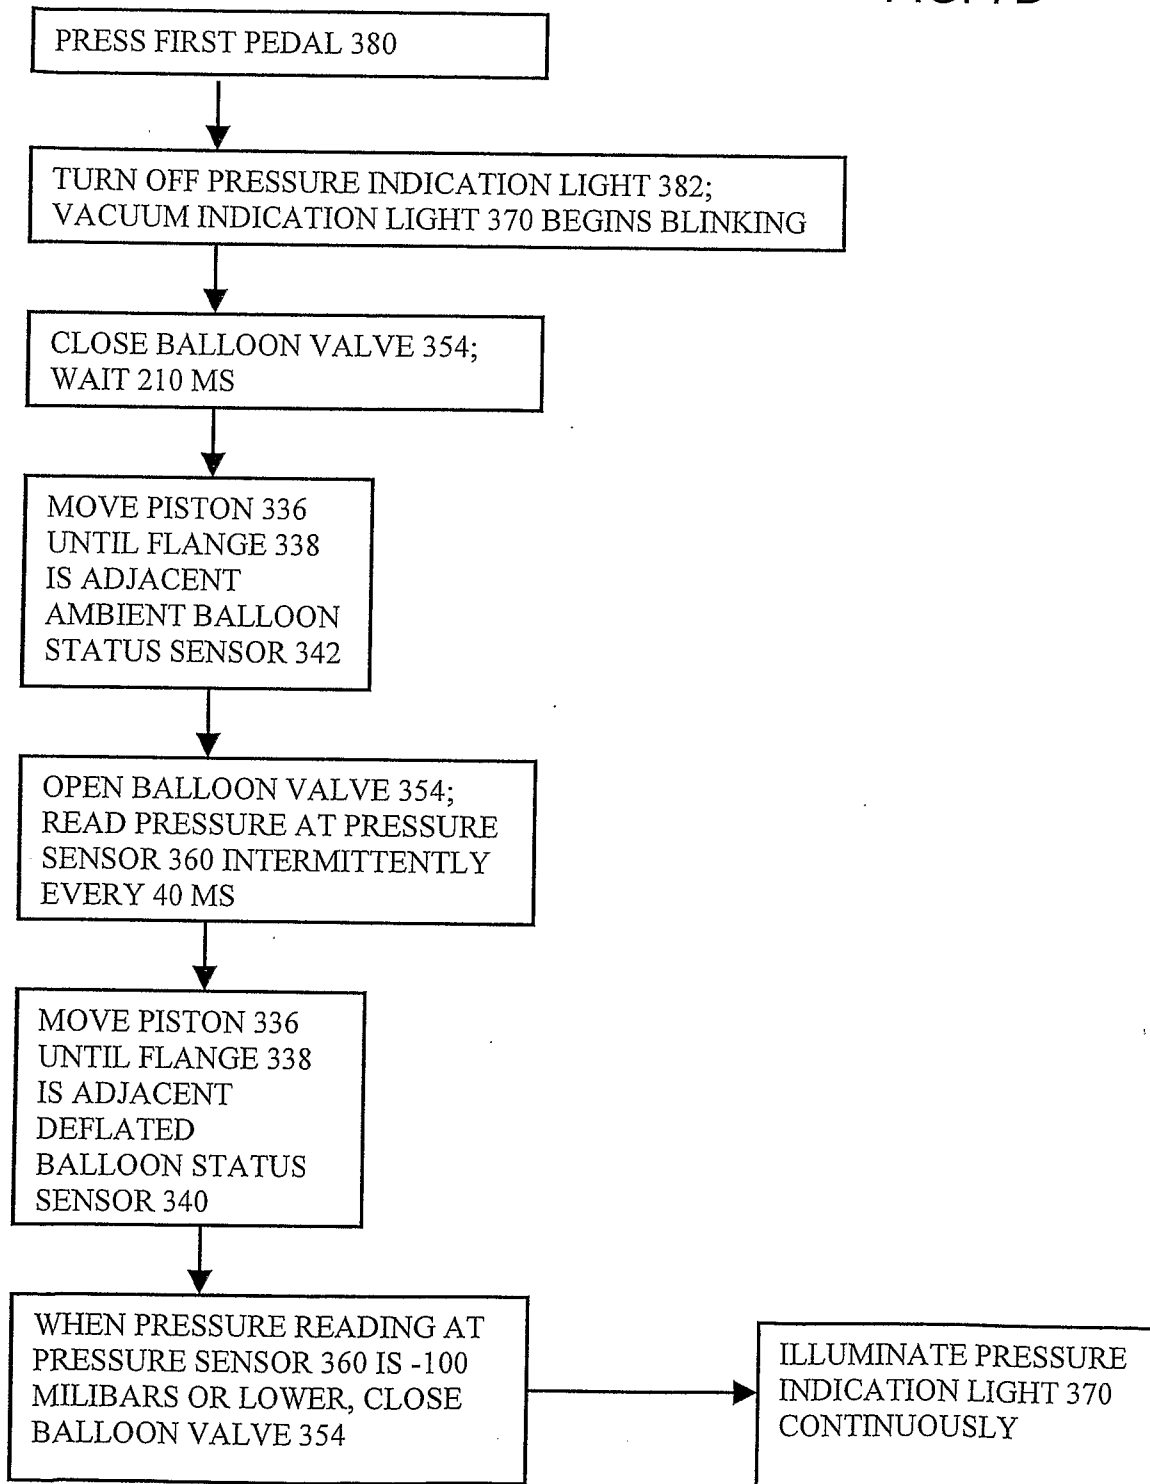 PRESS FIRST PEDAL 380
TURN OFF PRESSURE INDICATION LIGHT 382;
VACUUM INDICATION LIGHT 370 BEGINS BLINKING
CLOSE BALLOON VALVE 354;
WAIT 210 MS
MOVE PISTON 336
UNTIL FLANGE 338
IS ADJACENT
AMBIENT BALLOON
STATUS SENSOR 342
OPEN BALLOON VALVE 354;
READ PRESSURE AT PRESSURE
SENSOR 360 INTERMITTENTLY
EVERY 40 MS
MOVE PISTON 336
UNTIL FLANGE 338
IS ADJACENT
DEFLATED
BALLOON STATUS
SENSOR 340
WHEN PRESSURE READING AT
PRESSURE SENSOR 360 IS -100
MILIBARS OR LOWER, CLOSE
BALLOON VALVE 354
ILLUMINATE PRESSURE
INDICATION LIGHT 370
CONTINUOUSLY